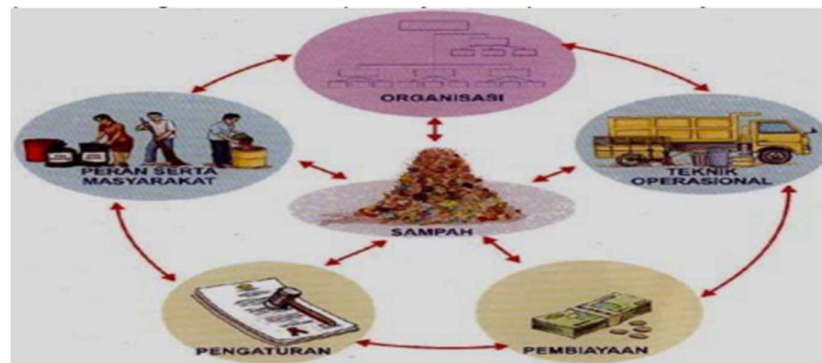 ORGANISASI
PERAN SERTA
MASYARAKAT
TEKNIK
OPERASIONAL
SAMPAH
PENGATURAN
PEMBIAYAAN